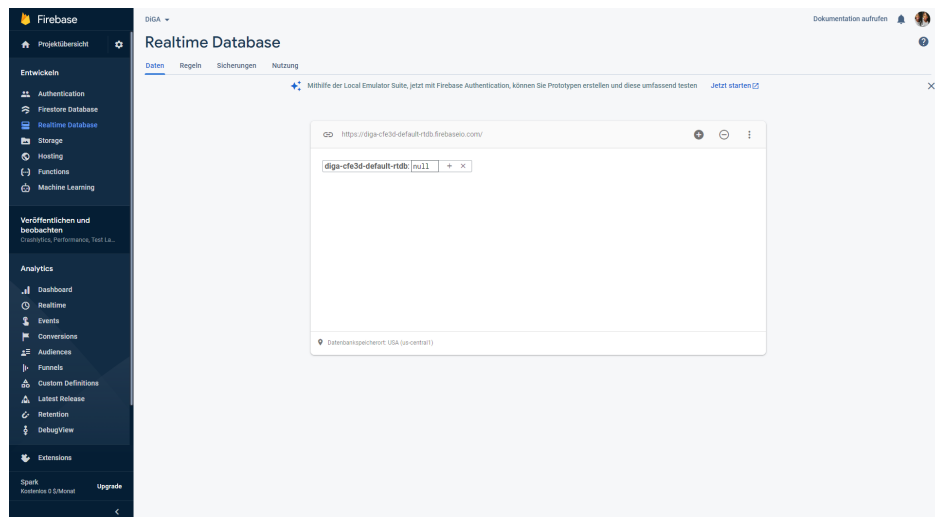 Firebase
Projektübersicht
Entwickeln
Authentication
Firestore Database
Realtime Database
Storage
Hosting
Functions
Machine Learning
Veröffentlichen und
beobachten
Crashlytics, Performance, Test La...
Analytics
Dashboard
Realtime
Events
Conversions
Audiences
Funnels
Custom Definitions
Latest Release
Retention
DebugView
Extensions
Spark
Kostenlos 0 $/Monat
Upgrade
DiGA
Dokumentation aufrufen
Realtime Database
Daten Regeln Sicherungen Nutzung
Mithilfe der Local Emulator Suite, jetzt mit Firebase Authentication, können Sie Prototypen erstellen und diese umfassend testen Jetzt starten
https://diga-cfe3d-default-rtdb.firebaseio.com/
diga-cfe3d-default-rtdb: null
Datenbankspeicherort: USA (us-central1)